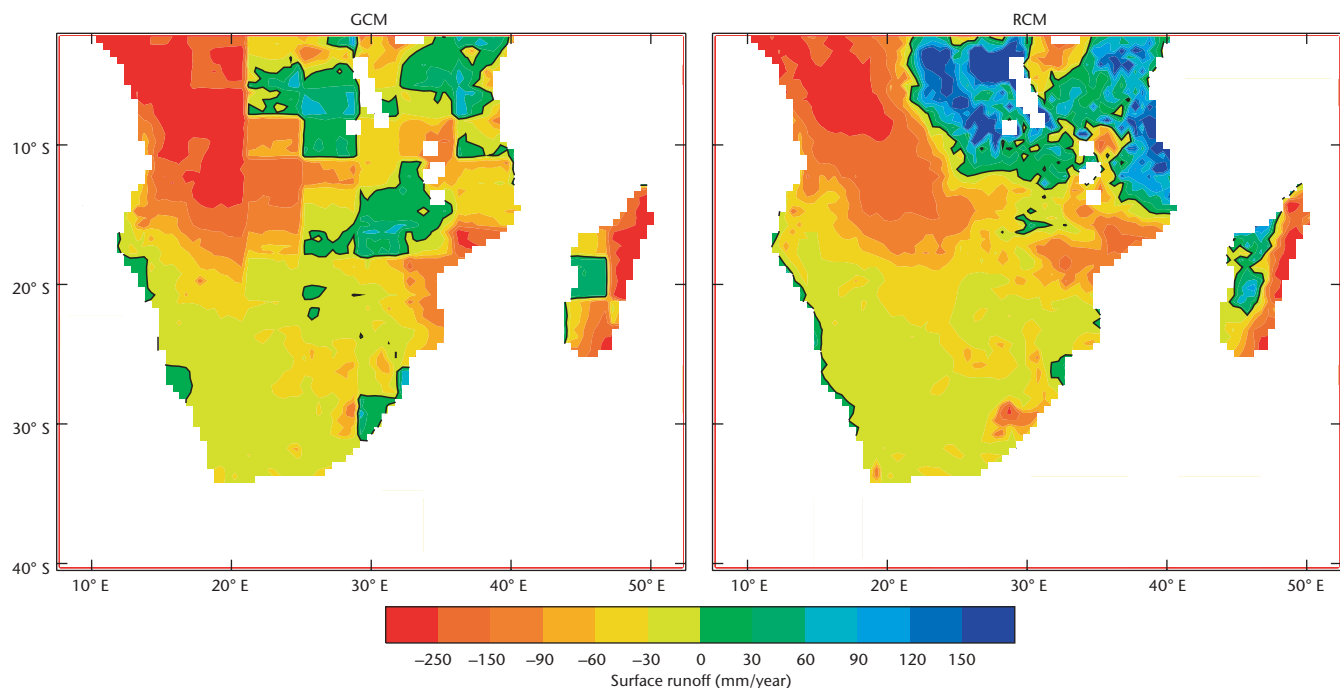 GCM RCM
10° S
20° S
30° S
40° S
10° E 20° E 30° E 40° E 50° E 10° E 20° E 30° E 40° E 50° E
–250 –150 –90 –60 –30 0 30 60 90 120 150
Surface runoff (mm/year)